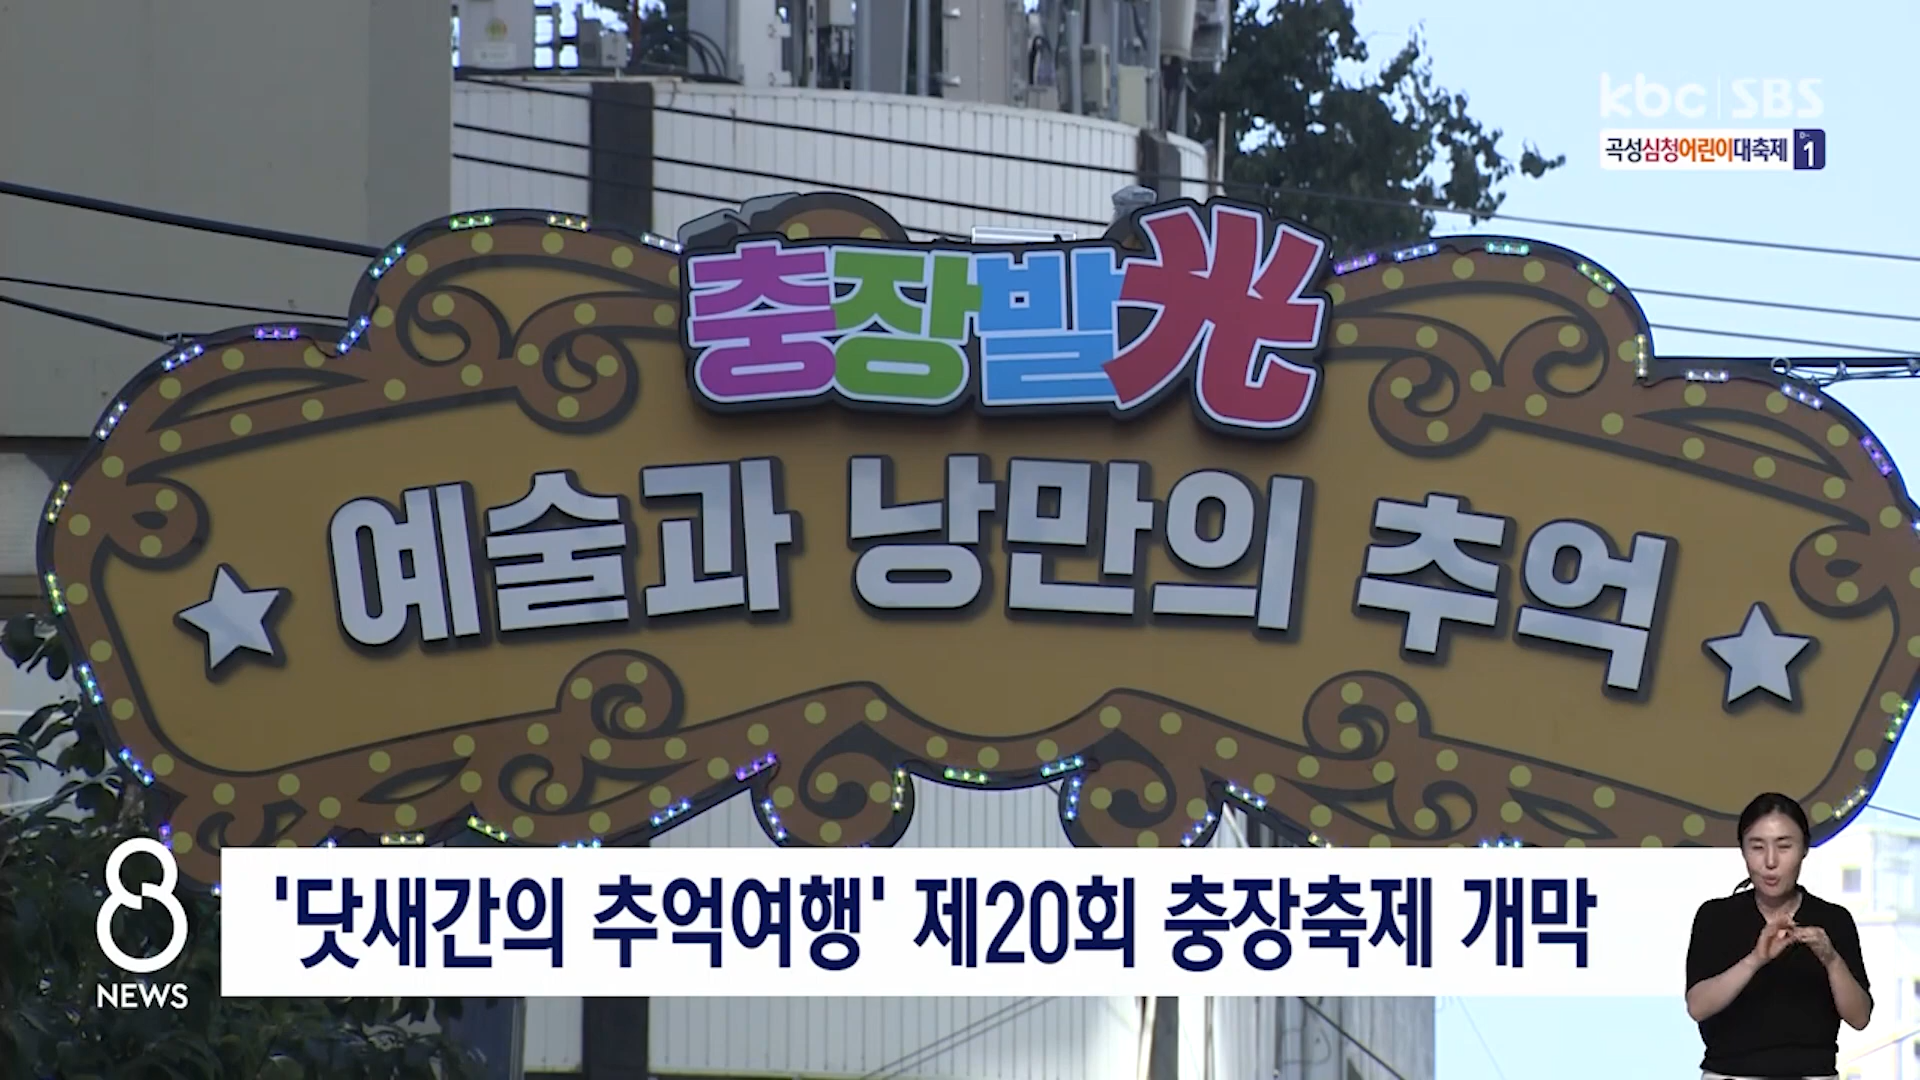 kbc SBS
곡성심청어린이대축제 D- 1
충장발光
예술과 낭만의 추억
8 NEWS
'닷새간의 추억여행' 제20회 충장축제 개막